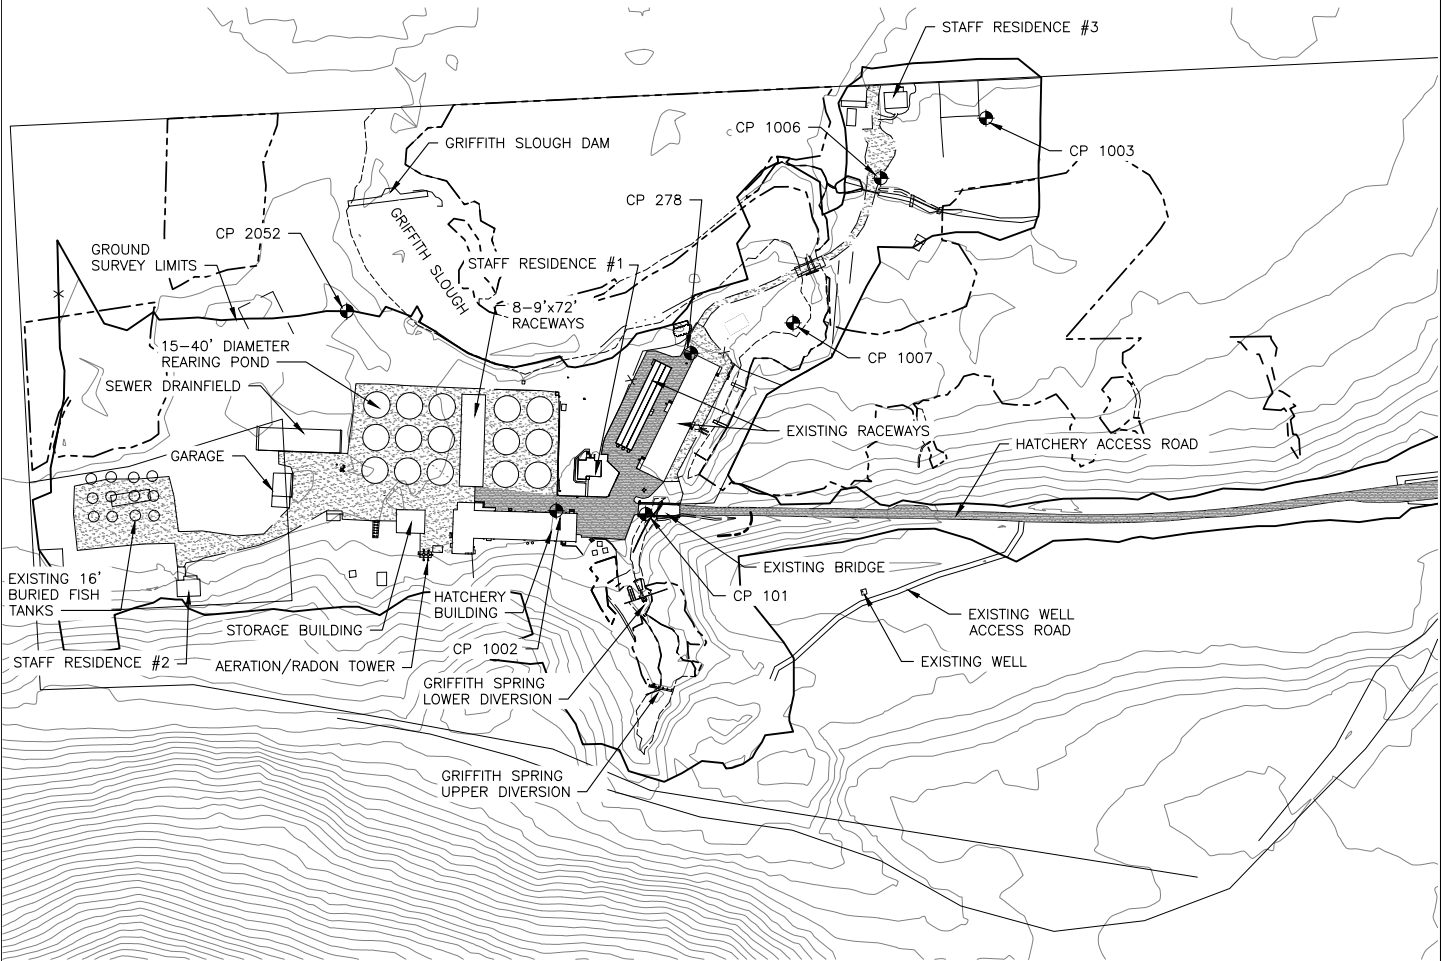 STAFF RESIDENCE #3
CP 1006
CP 1003
GRIFFITH SLOUGH DAM
CP 278
GRIFFITH SLOUGH
CP 2052
GROUND
SURVEY LIMITS
STAFF RESIDENCE #1
8-9'x72'
RACEWAYS
15-40' DIAMETER
REARING POND
CP 1007
SEWER DRAINFIELD
EXISTING RACEWAYS
HATCHERY ACCESS ROAD
GARAGE
EXISTING 16'
BURIED FISH
TANKS
EXISTING BRIDGE
HATCHERY
BUILDING
CP 101
EXISTING WELL
ACCESS ROAD
STORAGE BUILDING
CP 1002
STAFF RESIDENCE #2
AERATION/RADON TOWER
EXISTING WELL
GRIFFITH SPRING
LOWER DIVERSION
GRIFFITH SPRING
UPPER DIVERSION